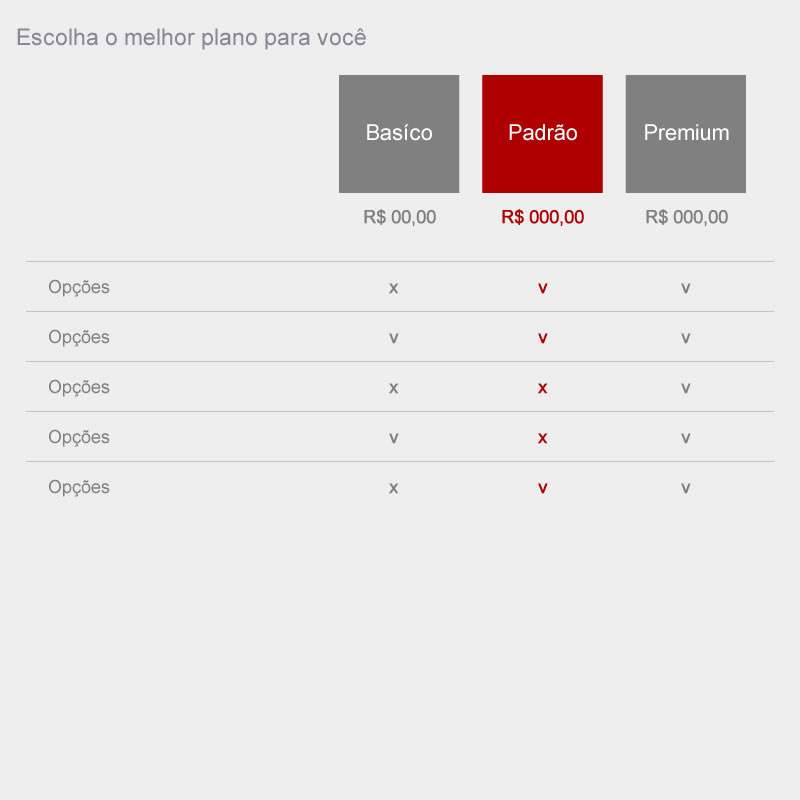 Escolha o melhor plano para você
Basíco Padrão Premium
R$ 00,00 R$ 000,00 R$ 000,00
Opções x v v
Opções v v v
Opções x x v
Opções v x v
Opções x v v